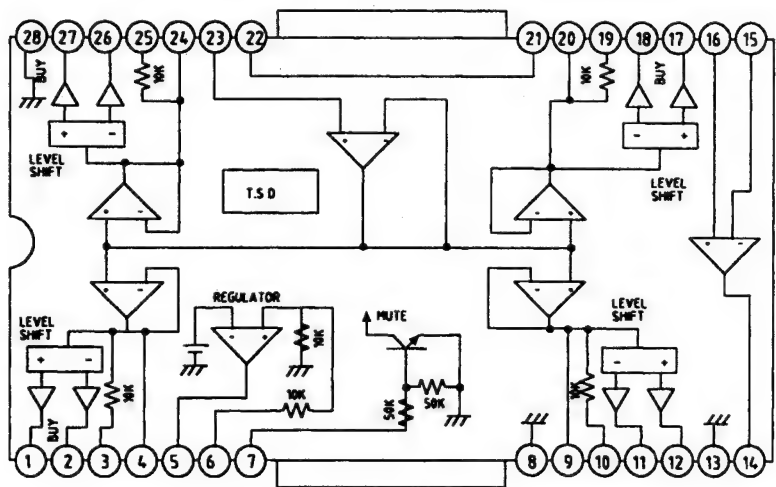 28 27 26 25 24 23 22 21 20 19 18 17 16 15
BUY 10K 10K BUY
+ - - +
LEVEL SHIFT
LEVEL SHIFT
T.S.D
+ -
+ -
- +
+ -
+ -
- +
LEVEL SHIFT
REGULATOR
MUTE
LEVEL SHIFT
+ -
- +
- +
10K
10K
10K
50K
50K
10K
BUY
1 2 3 4 5 6 7 8 9 10 11 12 13 14